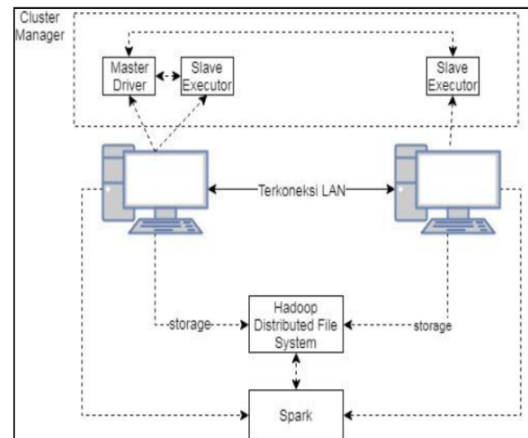 Cluster
Manager
Master
Driver
Slave
Executor
Slave
Executor
Terkoneksi LAN
Hadoop
Distributed File
System
storage
storage
Spark